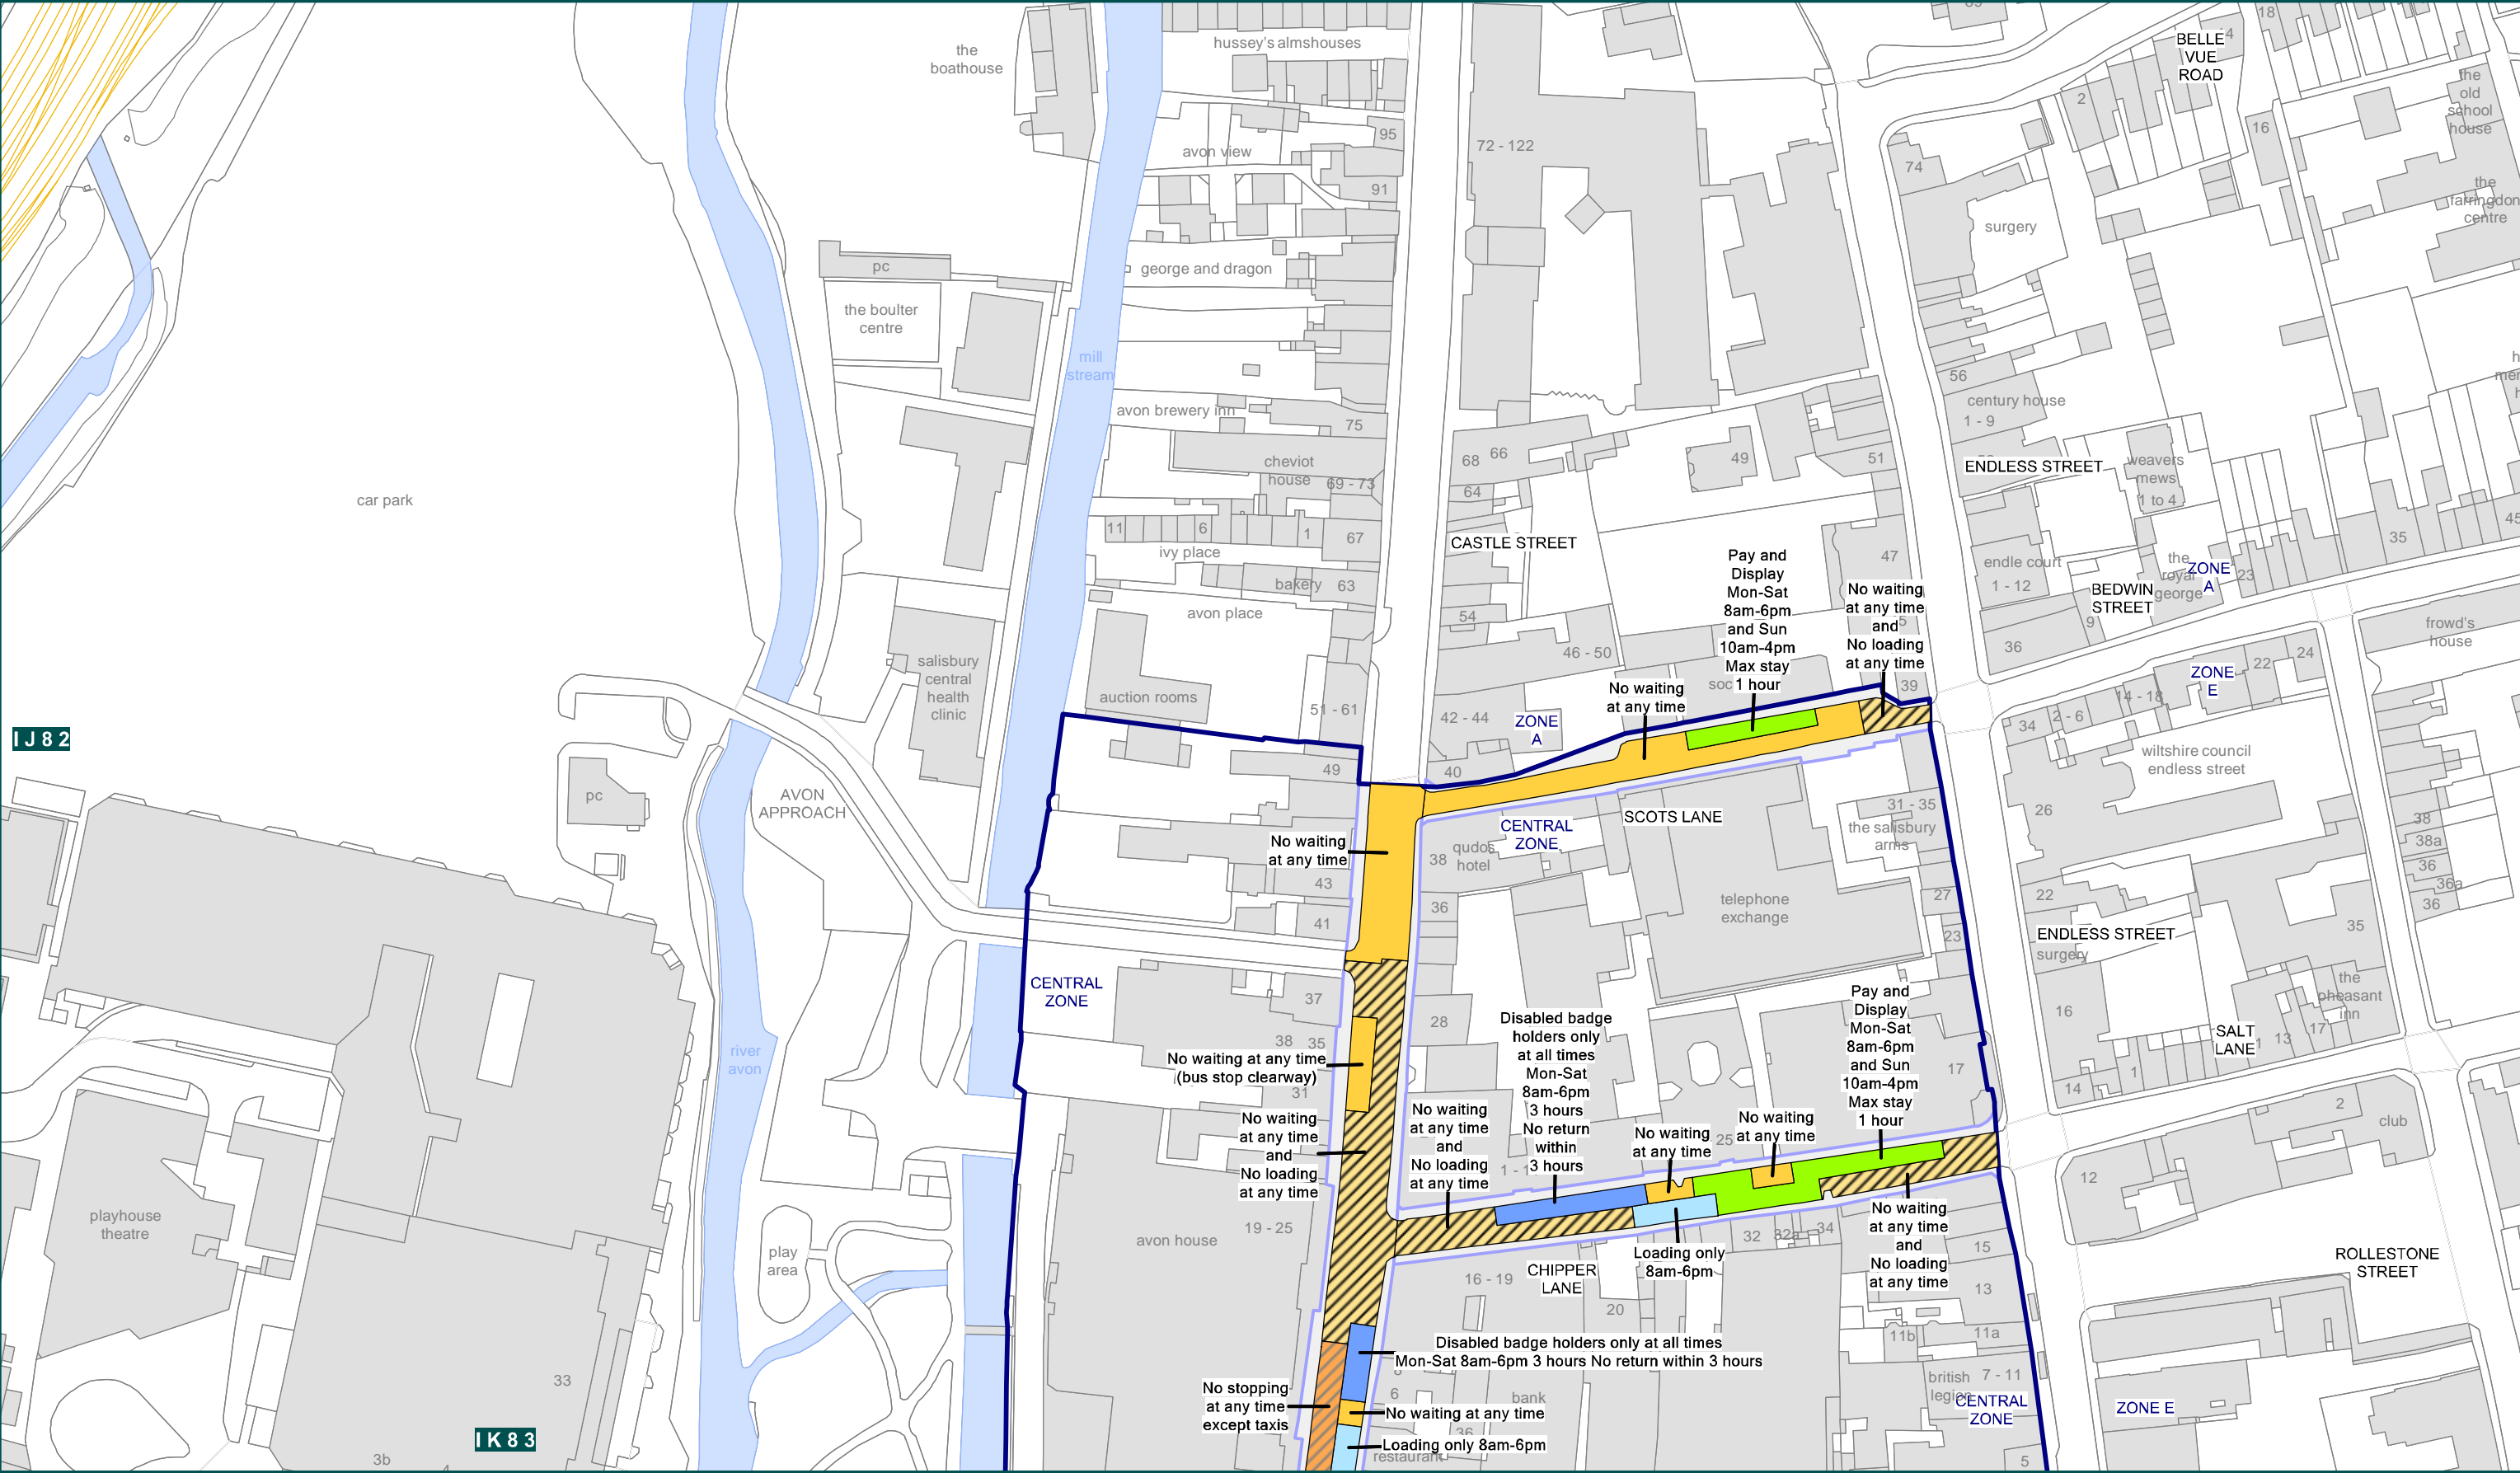 18
BELLE
VUE
ROAD
the
boathouse
hussey's almshouses
95
avon view
91
72 - 122
2
16
74
surgery
the
old
school
house
the
farringdon
centre
pc
george and dragon
the boulter
centre
mill
stream
avon brewery inn
75
cheviot
house
69 - 73
68
66
64
49
51
56
century house
1 - 9
ENDLESS STREET
weavers
mews
1 to 4
35
45
car park
11
6
1
67
ivy place
CASTLE STREET
bakery
63
avon place
54
46 - 50
47
endle court
1 - 12
BEDWIN
STREET
the
royal
george
ZONE
A
23
9
36
frowd's
house
Pay and
Display
Mon-Sat
8am-6pm
and Sun
10am-4pm
Max stay
1 hour
No waiting
at any time
and
No loading
at any time
No waiting
at any time
salisbury
central
health
clinic
auction rooms
51 - 61
42 - 44
ZONE
A
39
ZONE
E
22
24
14 - 18
2 - 6
34
wiltshire council
endless street
IJ82
pc
AVON
APPROACH
49
40
No waiting
at any time
38
qudos
hotel
CENTRAL
ZONE
SCOTS LANE
31 - 35
the salisbury
arms
26
38
38a
36
36a
36
43
41
36
telephone
exchange
27
23
22
ENDLESS STREET
surgery
35
CENTRAL
ZONE
37
38
35
28
river
avon
No waiting at any time
(bus stop clearway)
31
Disabled badge
holders only
at all times
Mon-Sat
8am-6pm
3 hours
No return
within
3 hours
Pay and
Display
Mon-Sat
8am-6pm
and Sun
10am-4pm
Max stay
1 hour
17
16
14
1
SALT
LANE
13
17
the
pheasant
inn
2
club
12
No waiting
at any time
and
No loading
at any time
No waiting
at any time
and
No loading
at any time
No waiting
at any time
25
No waiting
at any time
playhouse
theatre
play
area
avon house
19 - 25
16 - 19
CHIPPER
LANE
Loading only
8am-6pm
32
32a
34
No waiting
at any time
and
No loading
at any time
15
13
ROLLESTONE
STREET
20
11b
11a
Disabled badge holders only at all times
Mon-Sat 8am-6pm 3 hours No return within 3 hours
33
No stopping
at any time
except taxis
6
bank
No waiting at any time
british
legion
7 - 11
CENTRAL
ZONE
ZONE E
IK83
36
Loading only 8am-6pm
restaurant
3b
5